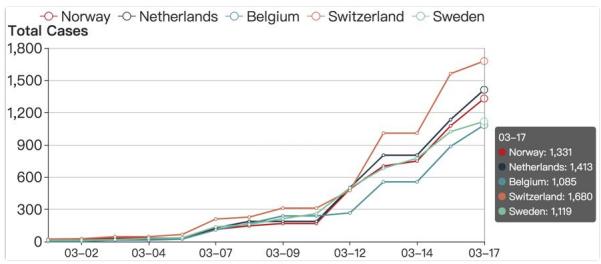 Norway Netherlands Belgium Switzerland Sweden
Total Cases
1,800
1,500
1,200
900
600
300
0
03-02 03-04 03-07 03-09 03-12 03-14 03-17
03-17
Norway: 1,331
Netherlands: 1,413
Belgium: 1,085
Switzerland: 1,680
Sweden: 1,119